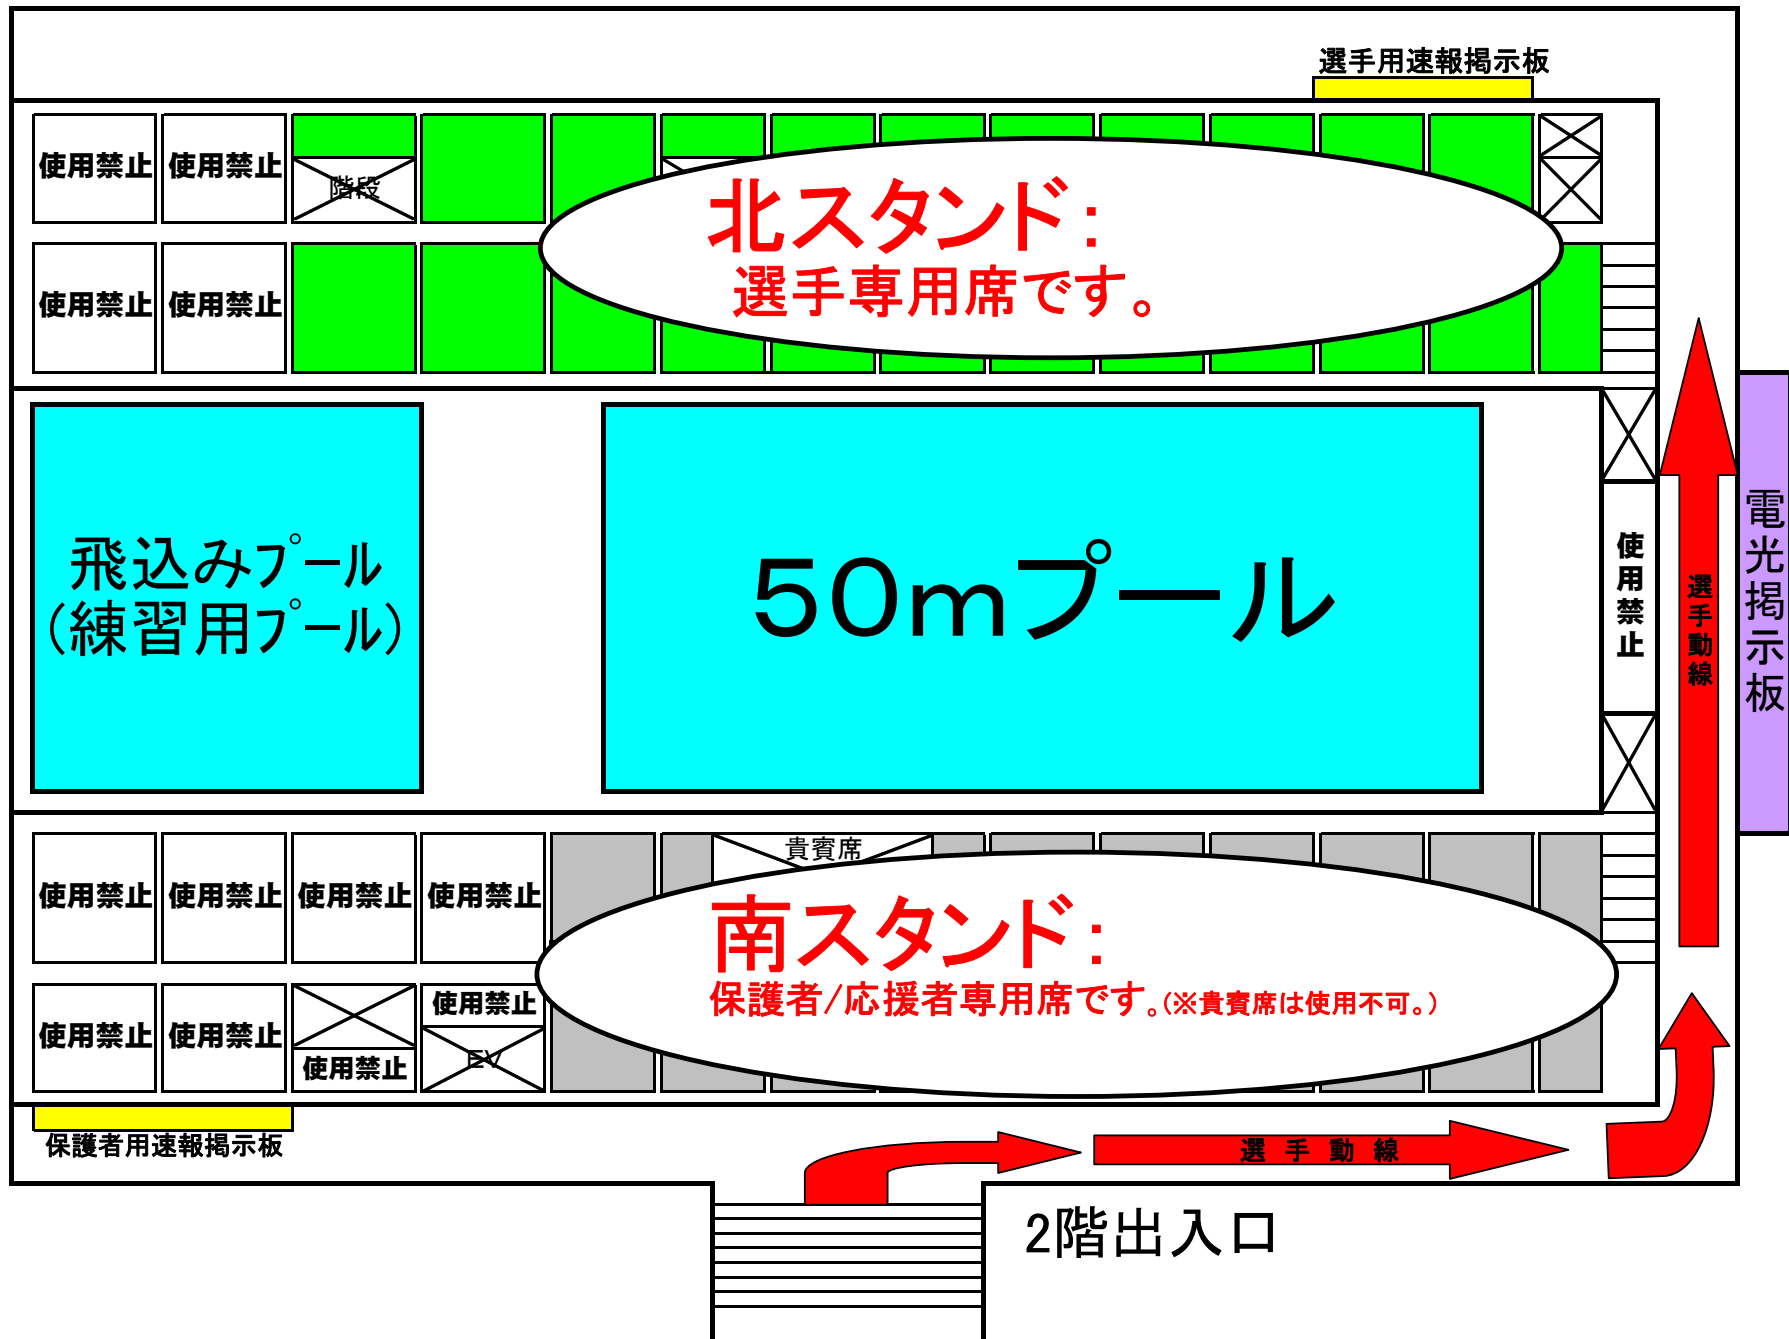 選手用速報掲示板
使用禁止
使用禁止
階段
北スタンド：
選手専用席です。
使用禁止
使用禁止
飛込みプール
（練習用プール）
50mプール
使用禁止
選手動線
電光掲示板
貴賓席
使用禁止
使用禁止
使用禁止
使用禁止
南スタンド：
保護者/応援者専用席です。（※貴賓席は使用不可。）
使用禁止
使用禁止
使用禁止
使用禁止
EV
保護者用速報掲示板
選手動線
2階出入口